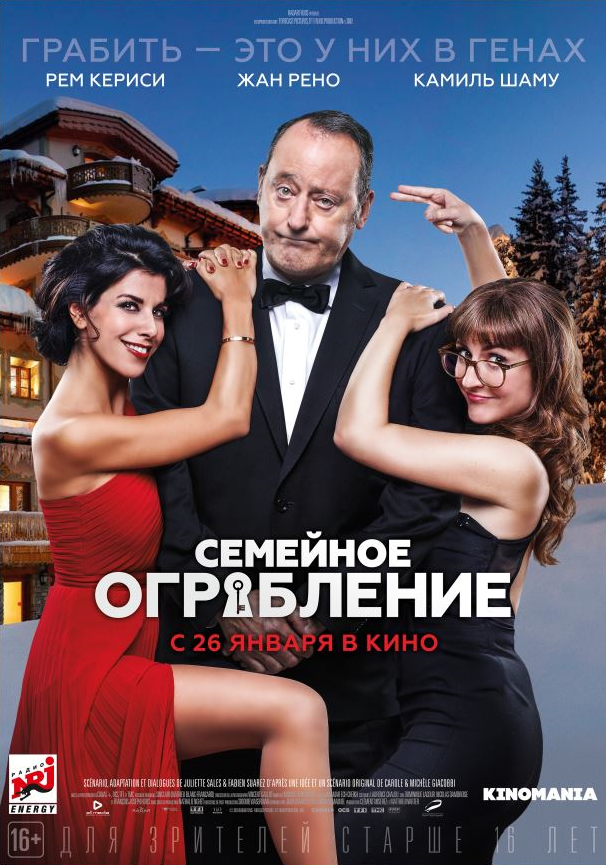 ГРАБИТЬ — ЭТО У НИХ В ГЕНАХ
РЕМ КЕРИСИ ЖАН РЕНО КАМИЛЬ ШАМУ
СЕМЕЙНОЕ
ОГРАБЛЕНИЕ
С 26 ЯНВАРЯ В КИНО
РАДИО
NRJ
ENERGY
SCÉNARIO, ADAPTATION ET DIALOGUES DE JULIETTE SALES & FABIEN SUAREZ D'APRÈS UNE IDÉE ET UN SCÉNARIO ORIGINAL DE CAROLE & MICHÈLE GIACOBBI
KINOMANIA
16+ ДЛЯ ЗРИТЕЛЕЙ СТАРШЕ 16 ЛЕТ